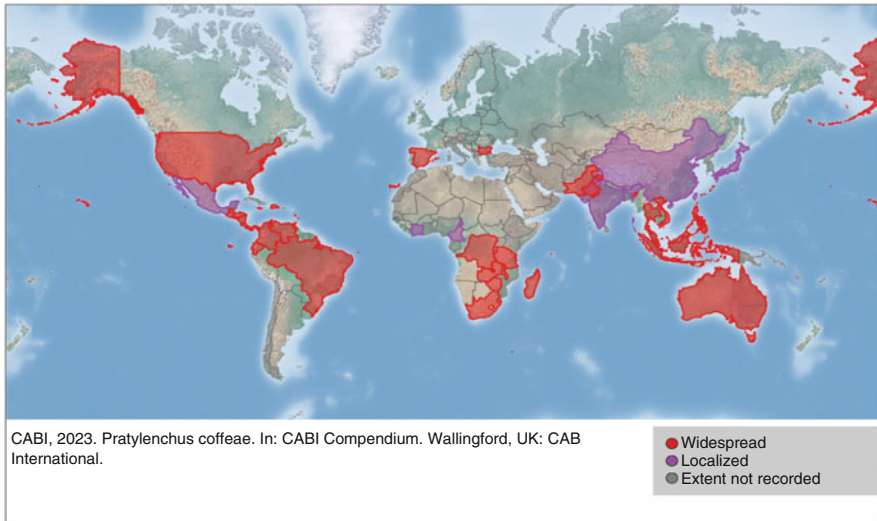 CABI, 2023. Pratylenchus coffeae. In: CABI Compendium. Wallingford, UK: CAB
International.
Widespread
Localized
Extent not recorded